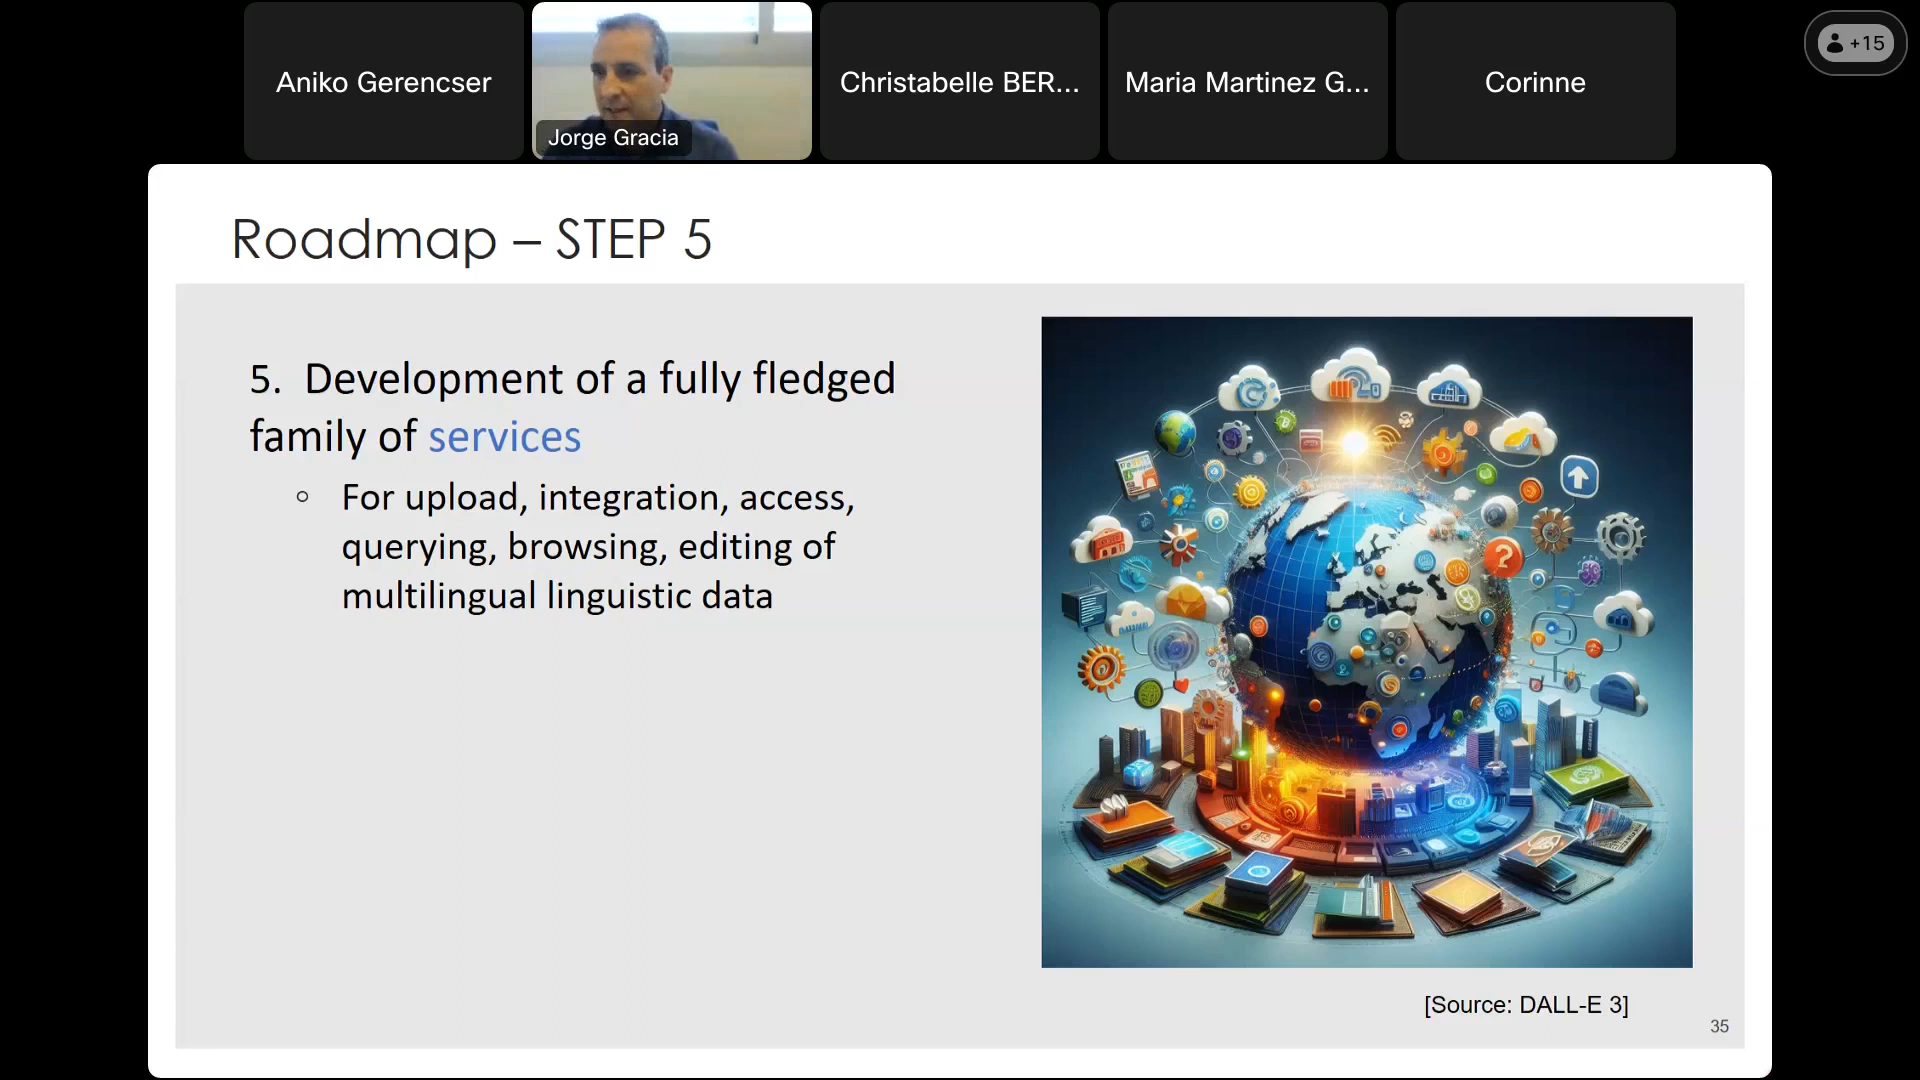 Aniko Gerencser
Jorge Gracia
Christabelle BER...
Maria Martinez G...
Corinne
+15
Roadmap – STEP 5
5. Development of a fully fledged
family of services
For upload, integration, access,
querying, browsing, editing of
multilingual linguistic data
?
[Source: DALL-E 3]
35